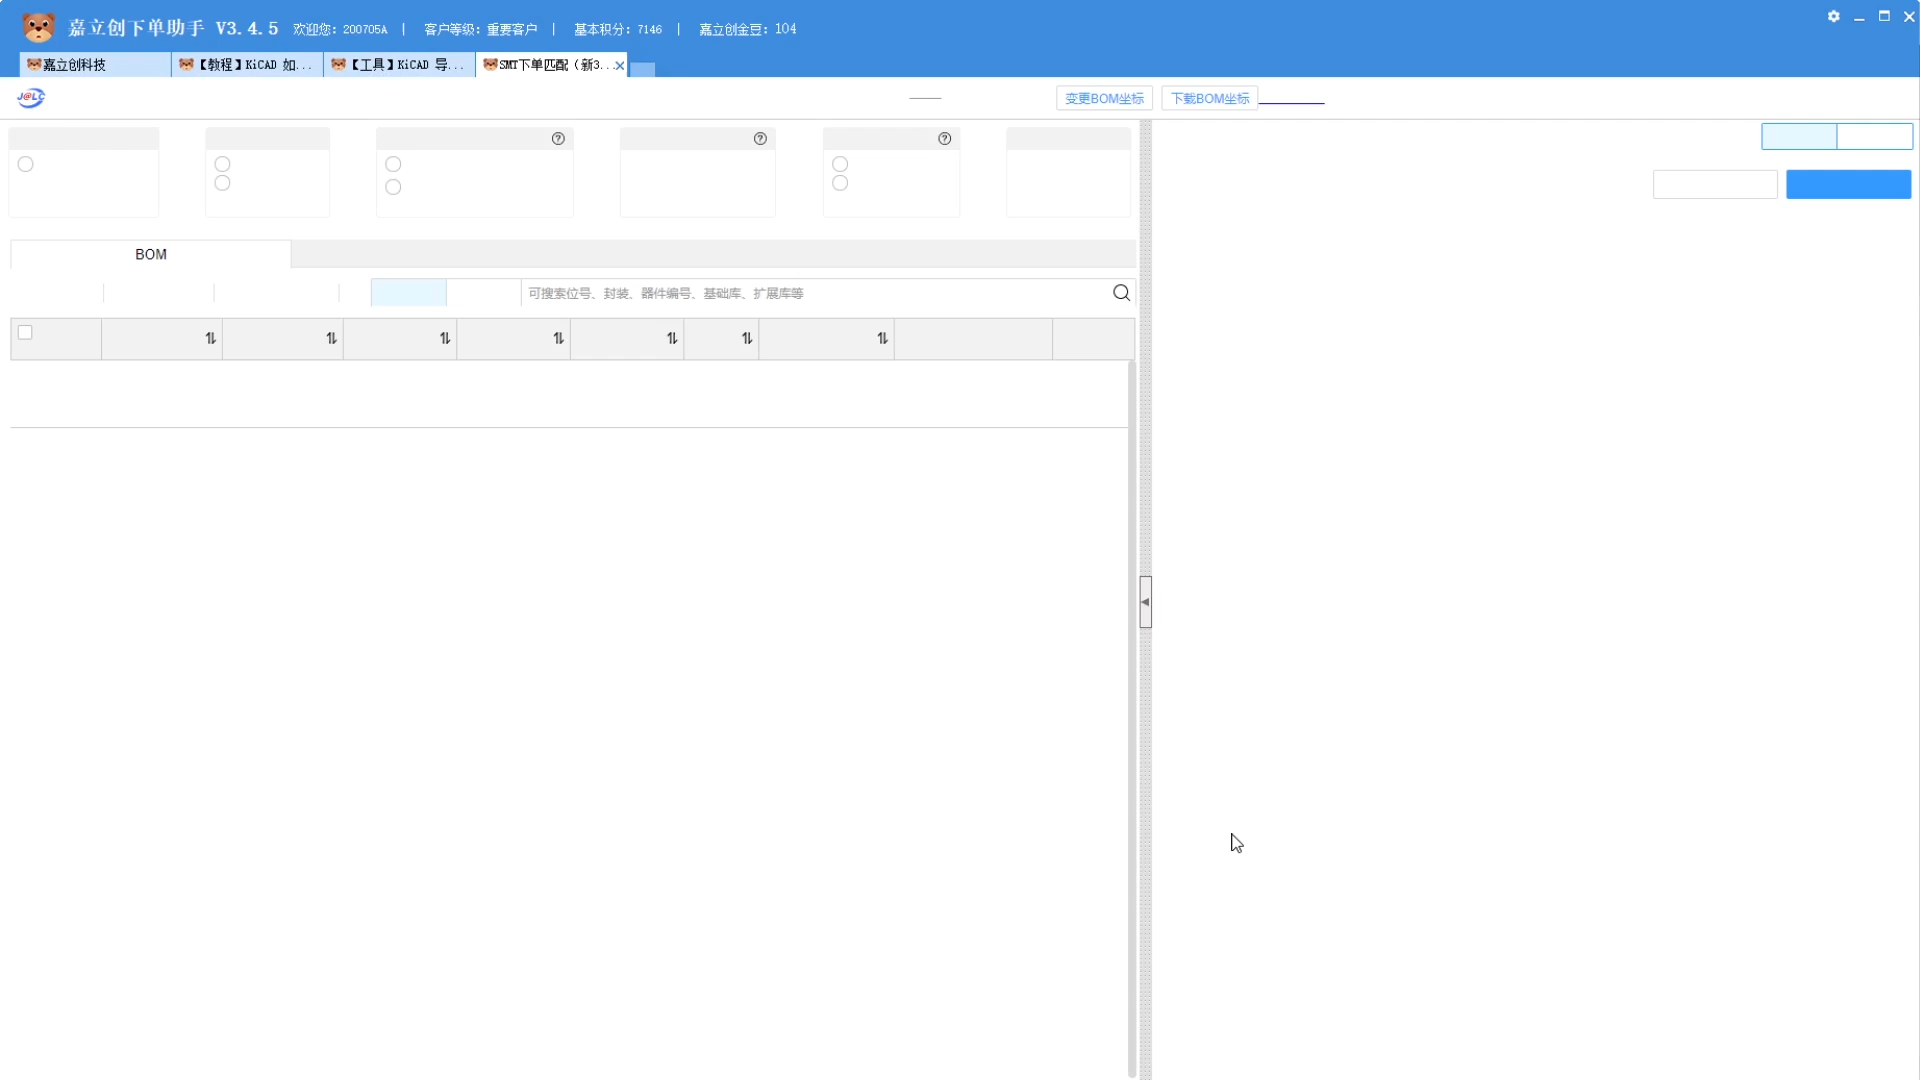 嘉立创下单助手 V3.4.5 欢迎您: 200705A | 客户等级: 重要客户 | 基本积分: 7146 | 嘉立创金豆: 104
嘉立创科技 【教程】KiCAD 如... 【工具】KiCAD 导... SMT下单匹配（新3...
J@LC 变更BOM坐标 下载BOM坐标
BOM
可搜索位号、封装、器件编号、基础库、扩展库等